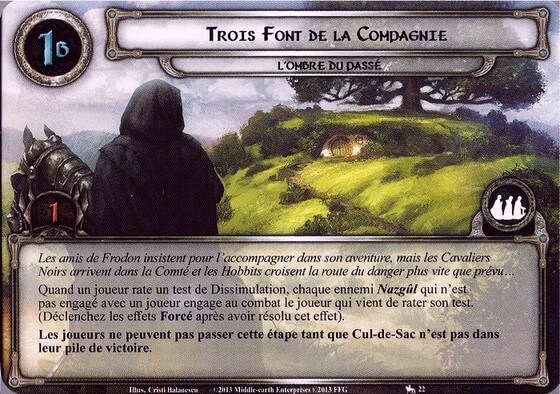 1B
TROIS FONT DE LA COMPAGNIE
L'OMBRE DU PASSÉ
1
Les amis de Frodon insistent pour l'accompagner dans son aventure, mais les Cavaliers
Noirs arrivent dans la Comté et les Hobbits croisent la route du danger plus vite que prévu…
Quand un joueur rate un test de Dissimulation, chaque ennemi Nazgûl qui n'est
pas engagé avec un joueur engage au combat le joueur qui vient de rater son test.
(Déclenchez les effets Forcé après avoir résolu cet effet).
Les joueurs ne peuvent pas passer cette étape tant que Cul-de-Sac n'est pas dans
leur pile de victoire.
Illus. Cristi Balanescu ©2013 Middle-earth Enterprises ©2013 FFG 22